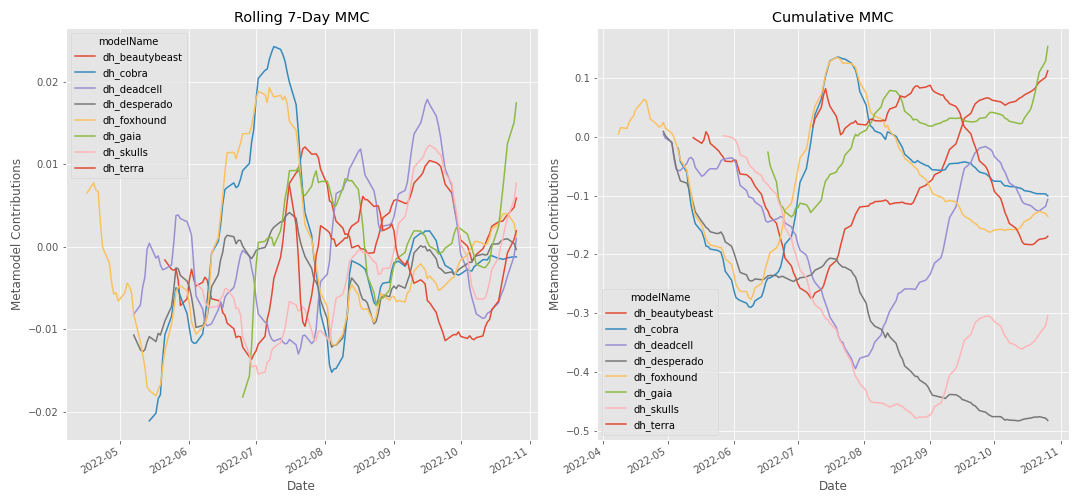 Rolling 7-Day MMC
Metamodel Contributions
0.02
0.01
0.00
−0.01
−0.02
modelName
dh_beautybeast
dh_cobra
dh_deadcell
dh_desperado
dh_foxhound
dh_gaia
dh_skulls
dh_terra
2022-05
2022-06
2022-07
2022-08
2022-09
2022-10
2022-11
Date
Cumulative MMC
Metamodel Contributions
0.1
0.0
−0.1
−0.2
−0.3
−0.4
−0.5
modelName
dh_beautybeast
dh_cobra
dh_deadcell
dh_desperado
dh_foxhound
dh_gaia
dh_skulls
dh_terra
2022-04
2022-05
2022-06
2022-07
2022-08
2022-09
2022-10
2022-11
Date